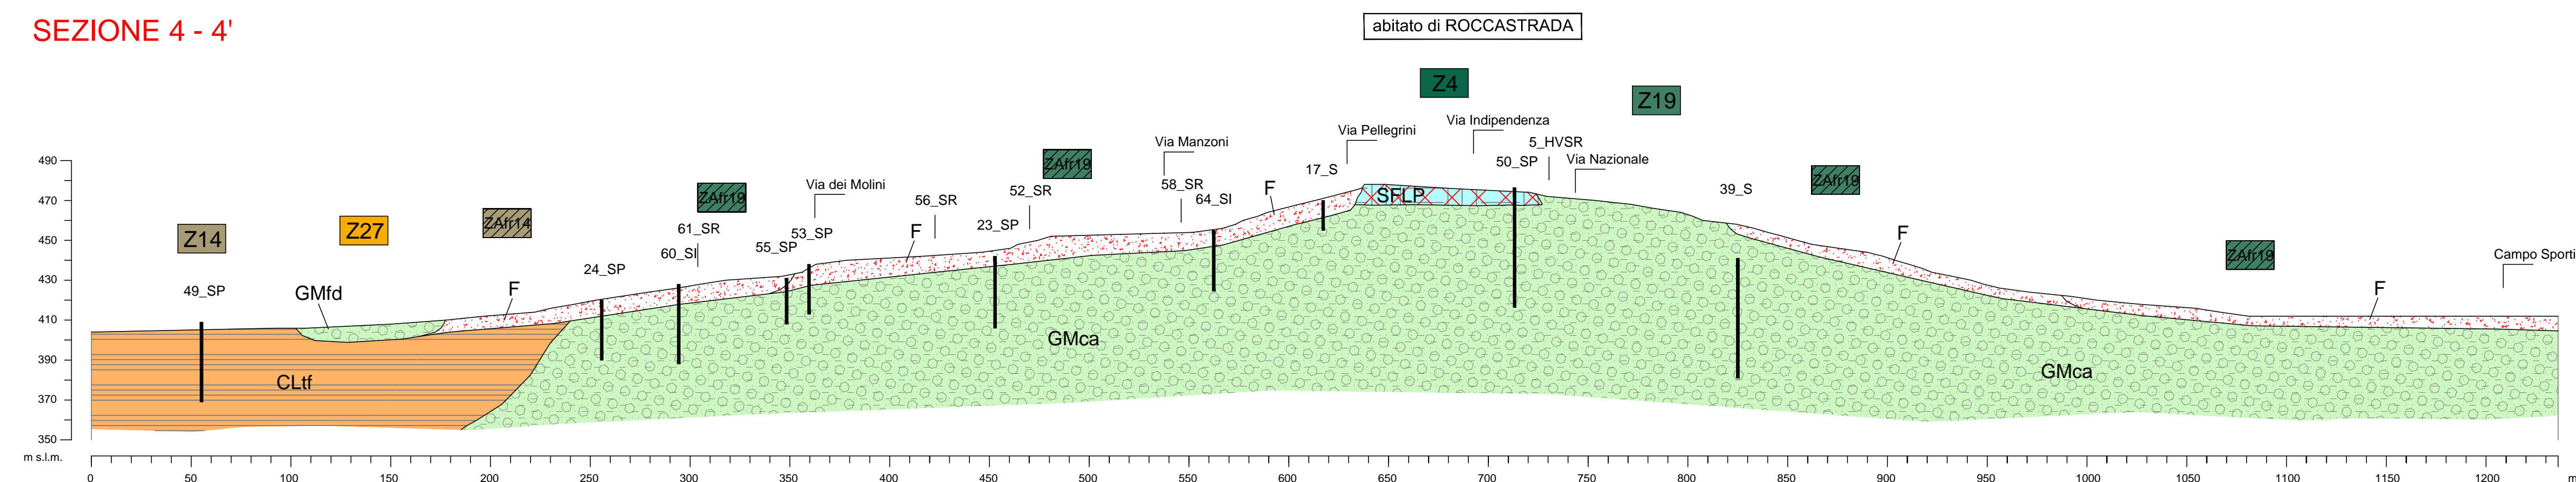 SEZIONE 4 - 4'
abitato di ROCCASTRADA
Z4
Z19
Via Indipendenza
Via Pellegrini
Via Manzoni
5_HVSR
Via Nazionale
50_SP
17_S
ZAfr19
ZAfr19
ZAfr19
Via dei Molini
58_SR
64_SI
52_SR
56_SR
39_S
F
SFLP
23_SP
53_SP
55_SP
61_SR
60_SI
24_SP
ZAfr14
Z27
Z14
F
F
ZAfr19
Campo Sporti
49_SP
GMfd
F
F
GMca
GMca
CLtf
490
470
450
430
410
390
370
350
m s.l.m.
0 50 100 150 200 250 300 350 400 450 500 550 600 650 700 750 800 850 900 950 1000 1050 1100 1150 1200